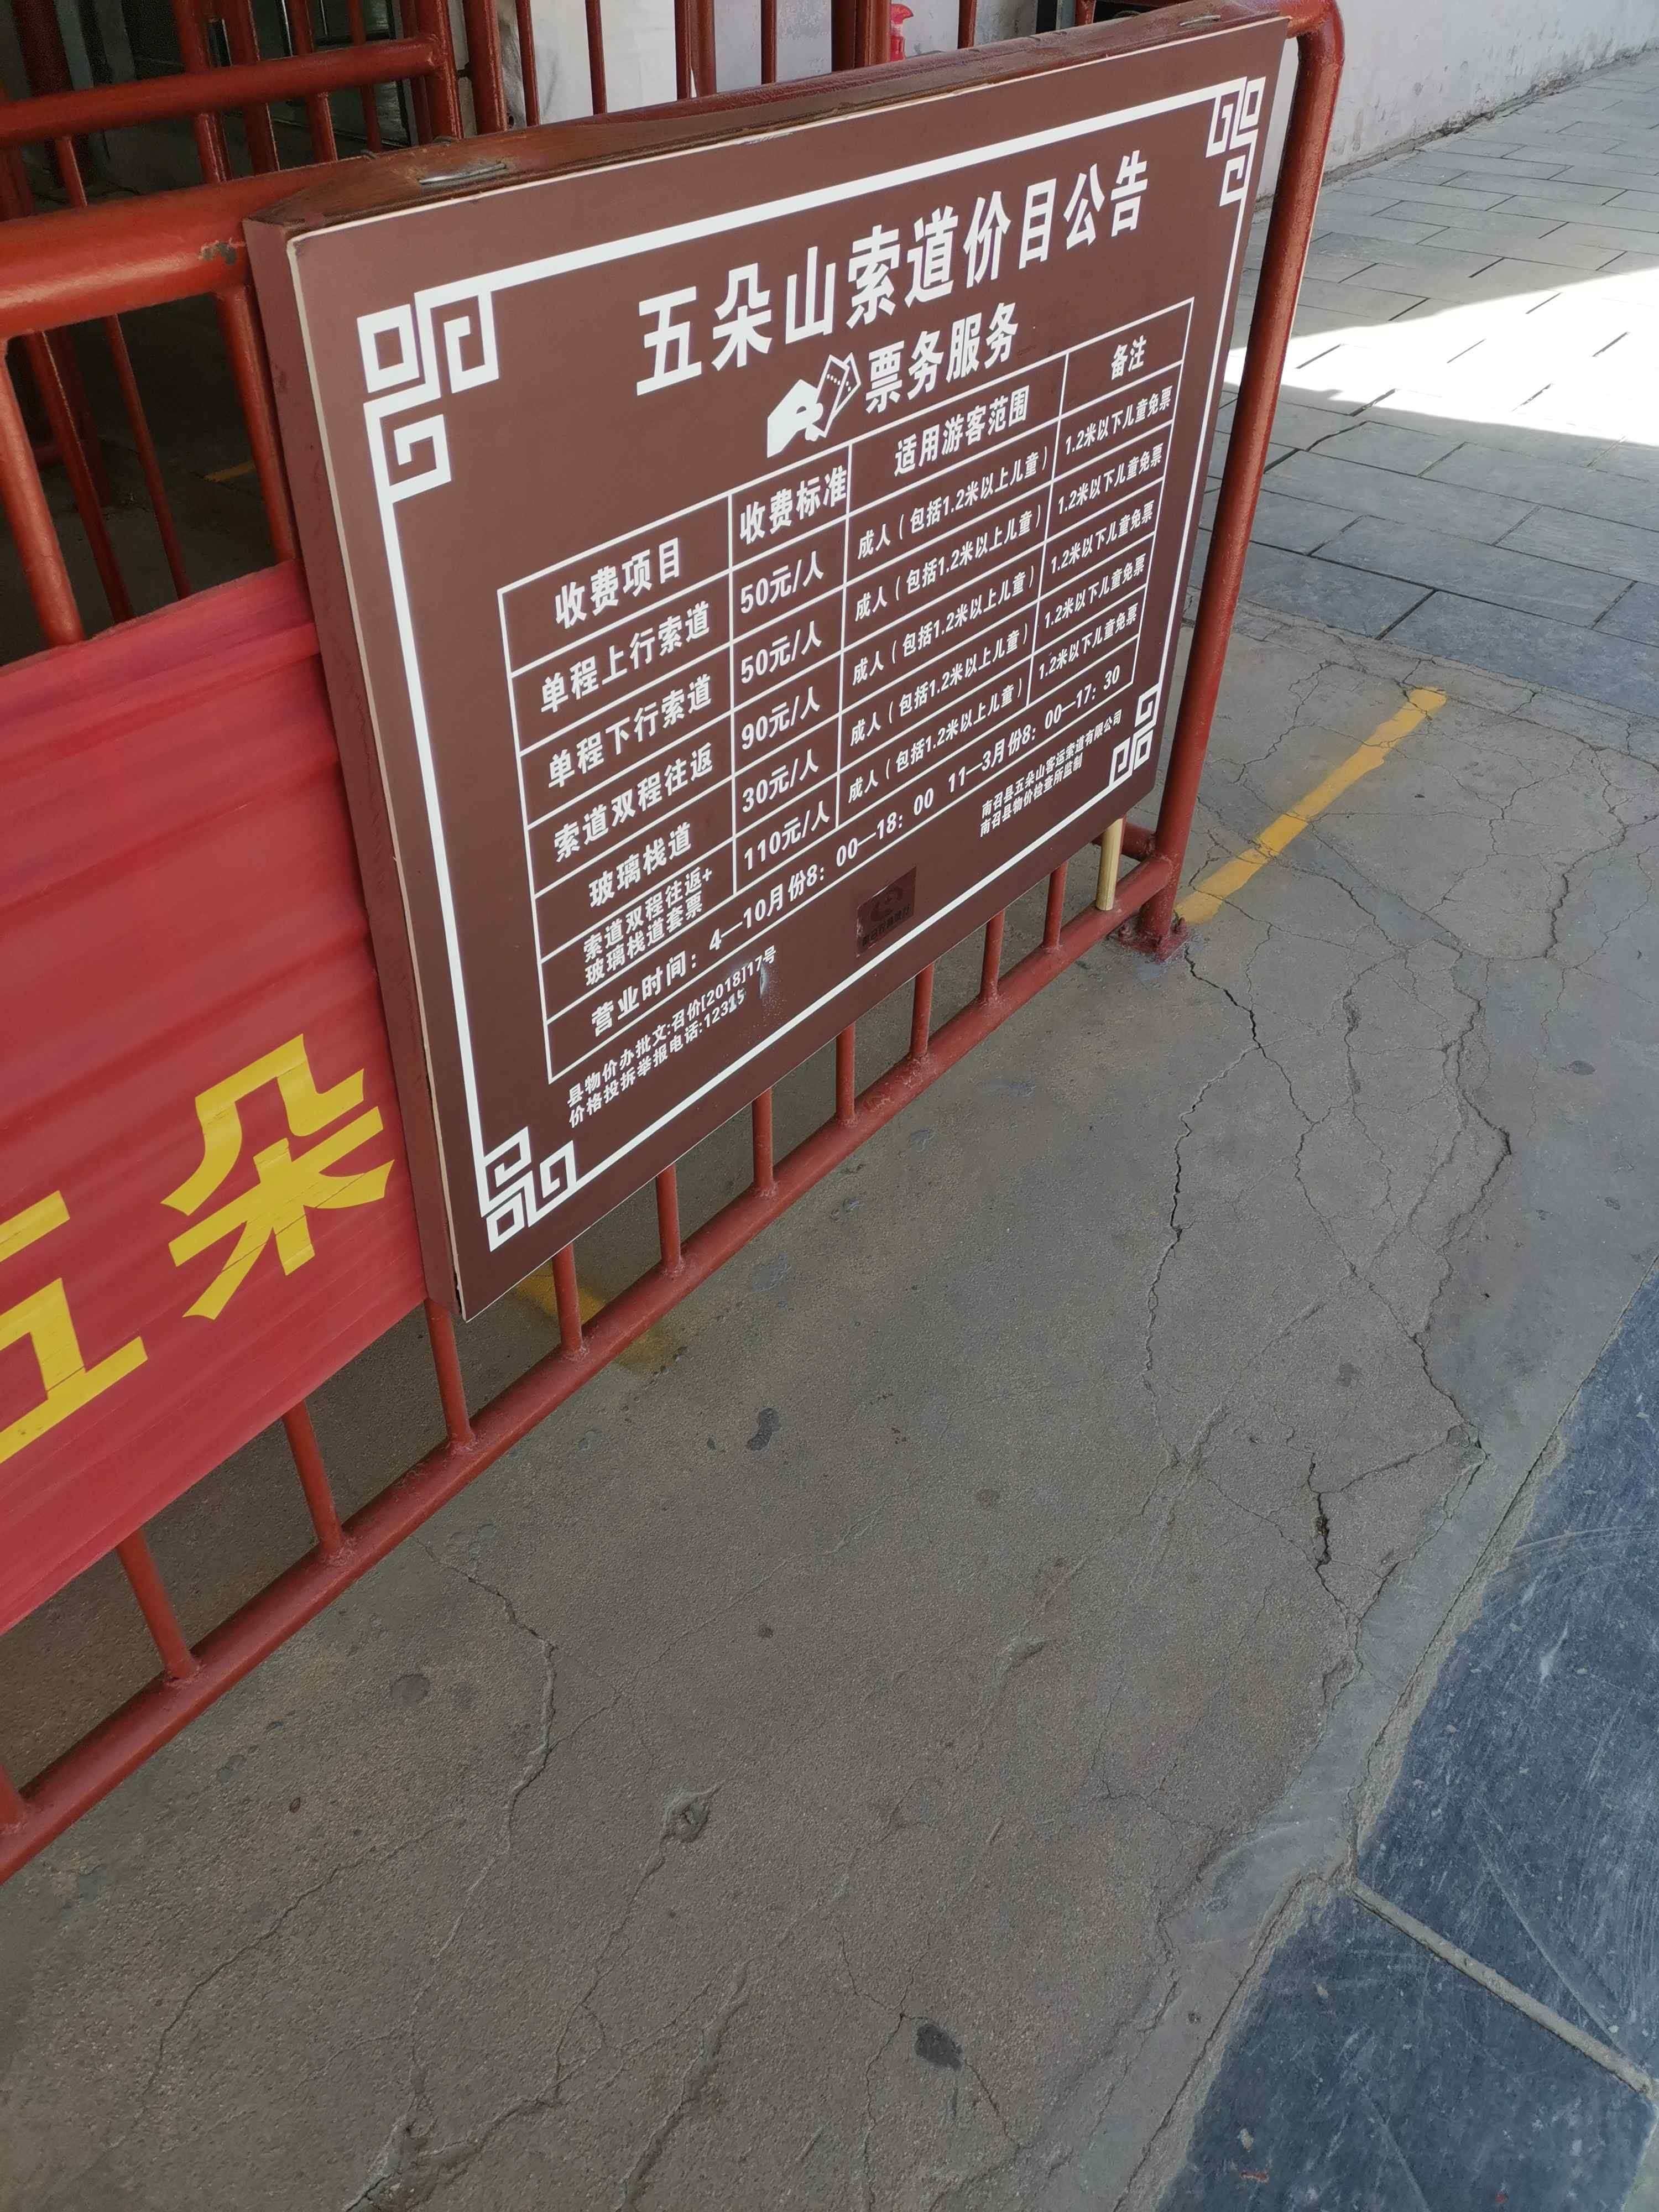 五朵山索道价目公告
票务服务
收费项目 收费标准 适用游客范围 备注
单程上行索道 50元/人 成人（包括1.2米以上儿童） 1.2米以下儿童免票
单程下行索道 50元/人 成人（包括1.2米以上儿童） 1.2米以下儿童免票
索道双程往返 90元/人 成人（包括1.2米以上儿童） 1.2米以下儿童免票
玻璃栈道 30元/人 成人（包括1.2米以上儿童） 1.2米以下儿童免票
索道双程往返+
玻璃栈道套票 110元/人 成人（包括1.2米以上儿童） 1.2米以下儿童免票
营业时间：4—10月份8：00—18：00 11—3月份8：00—17：30
县物价办批文:召价[2018]17号
价格投拆举报电话:12315
南召县五朵山客运索道有限公司
南召县物价检查所监制
五朵